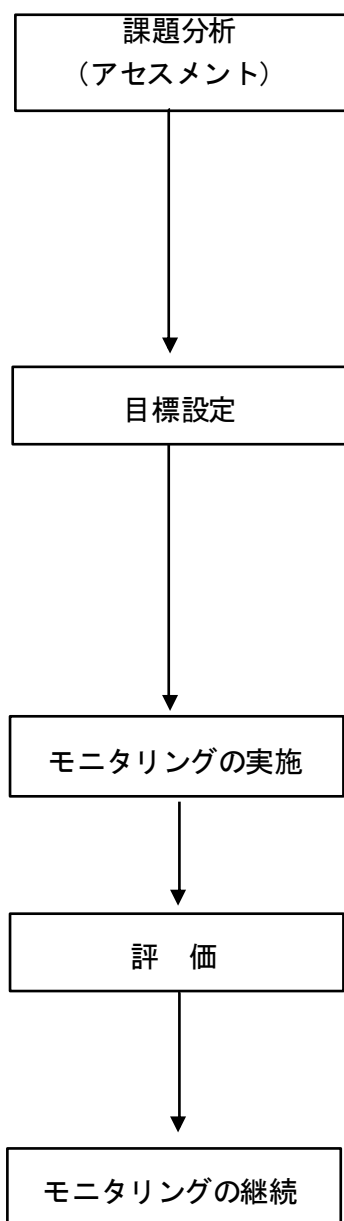 課題分析
（アセスメント）
目標設定
モニタリングの実施
評　価
モニタリングの継続